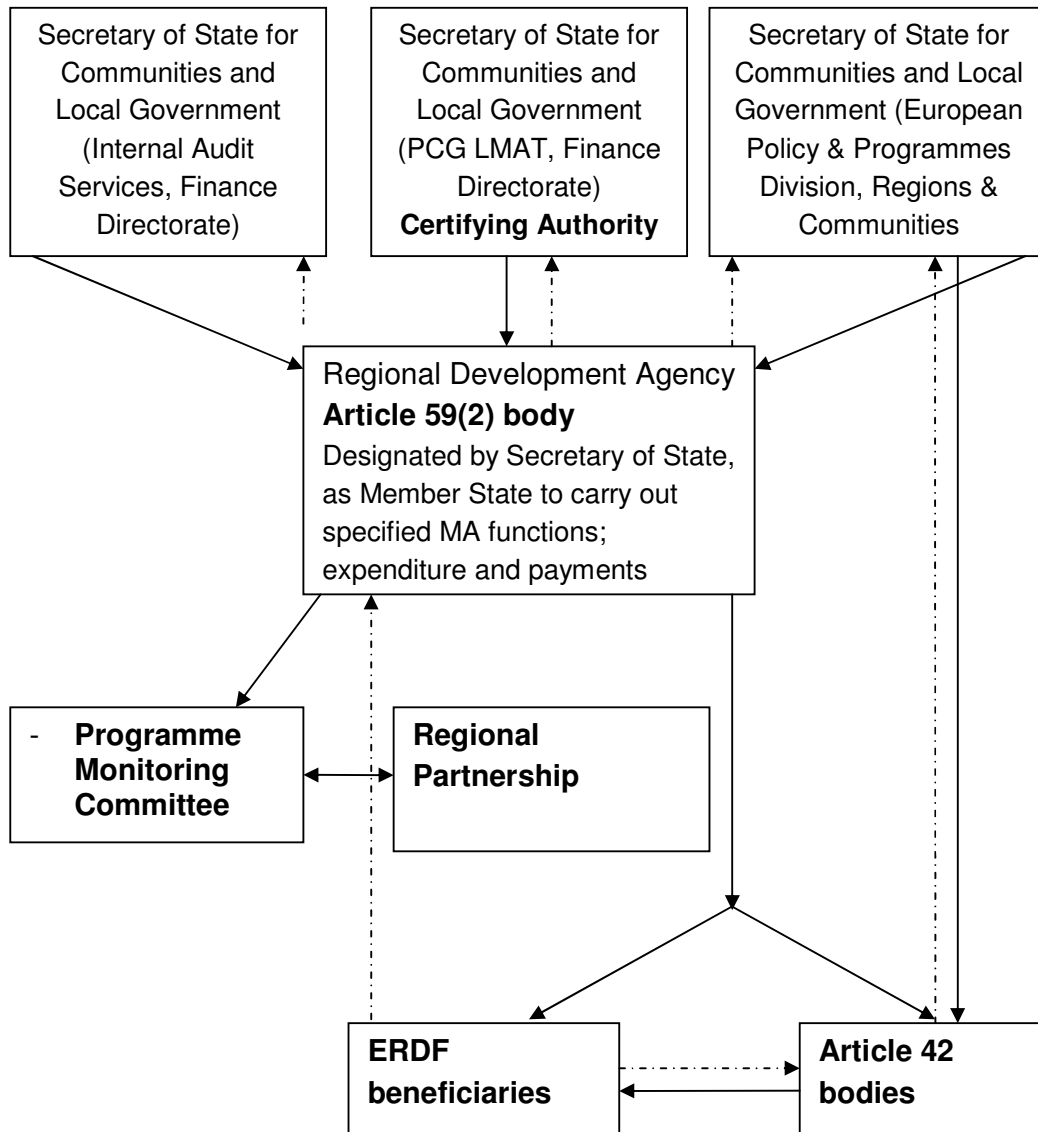 Secretary of State for
Communities and
Local Government
(Internal Audit
Services, Finance
Directorate)
Secretary of State for
Communities and
Local Government
(PCG LMAT, Finance
Directorate)
Certifying Authority
Secretary of State for
Communities and Local
Government (European
Policy & Programmes
Division, Regions &
Communities
Regional Development Agency
Article 59(2) body
Designated by Secretary of State,
as Member State to carry out
specified MA functions;
expenditure and payments
- Programme
Monitoring
Committee
Regional
Partnership
ERDF
beneficiaries
Article 42
bodies